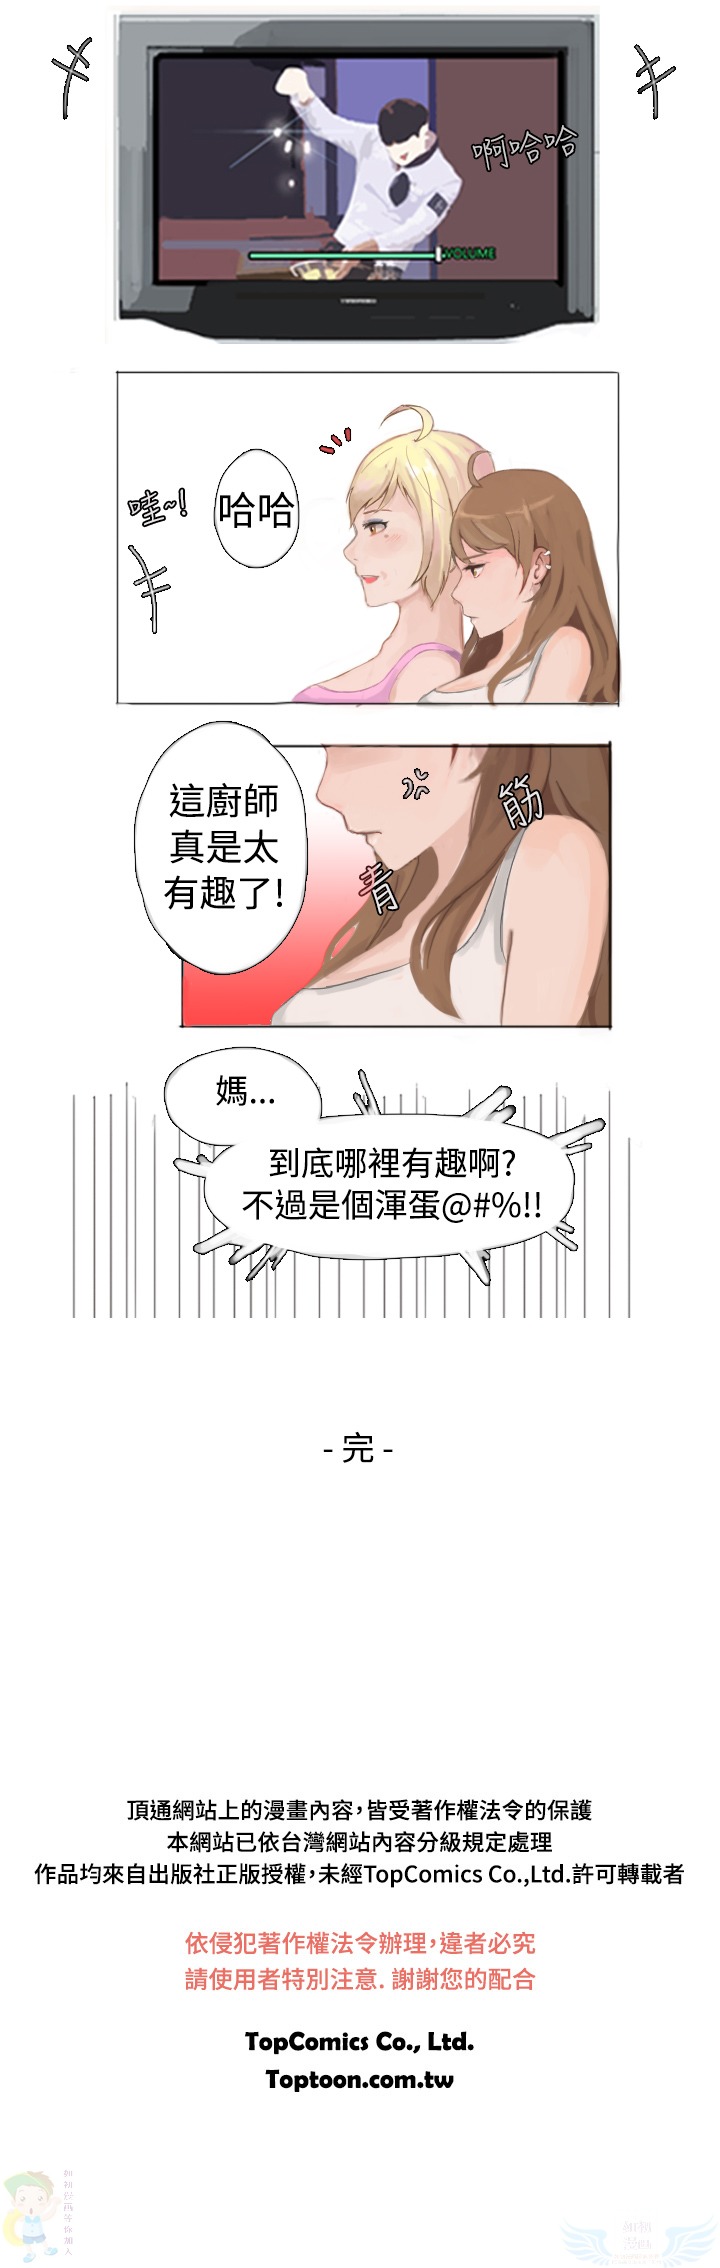 啊哈哈
VOLUME
哇~!
哈哈
這廚師
真是太
有趣了!
青
筋
媽...
到底哪裡有趣啊?
不過是個渾蛋@#%!!
- 完 -
頂通網站上的漫畫內容，皆受著作權法令的保護
本網站已依台灣網站內容分級規定處理
作品均來自出版社正版授權，未經TopComics Co.,Ltd.許可轉載者
依侵犯著作權法令辦理，違者必究
請使用者特別注意. 謝謝您的配合
TopComics Co., Ltd.
Toptoon.com.tw